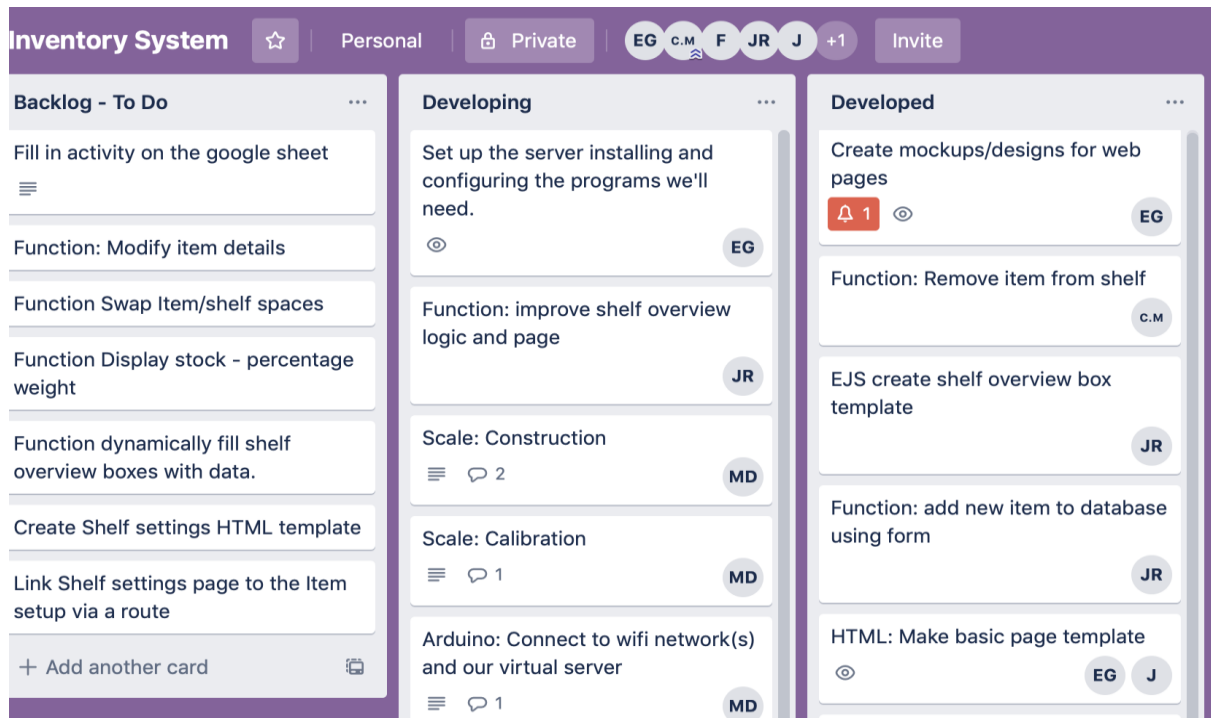 Inventory System
Personal
Private
EG
C.M
F
JR
J
+1
Invite
Backlog - To Do
Fill in activity on the google sheet
Function: Modify item details
Function Swap Item/shelf spaces
Function Display stock - percentage
weight
Function dynamically fill shelf
overview boxes with data.
Create Shelf settings HTML template
Link Shelf settings page to the Item
setup via a route
+ Add another card
Developing
Set up the server installing and
configuring the programs we'll
need.
EG
Function: improve shelf overview
logic and page
JR
Scale: Construction
2
MD
Scale: Calibration
1
MD
Arduino: Connect to wifi network(s)
and our virtual server
1
MD
Developed
Create mockups/designs for web
pages
1
EG
Function: Remove item from shelf
C.M
EJS create shelf overview box
template
JR
Function: add new item to database
using form
JR
HTML: Make basic page template
EG
J